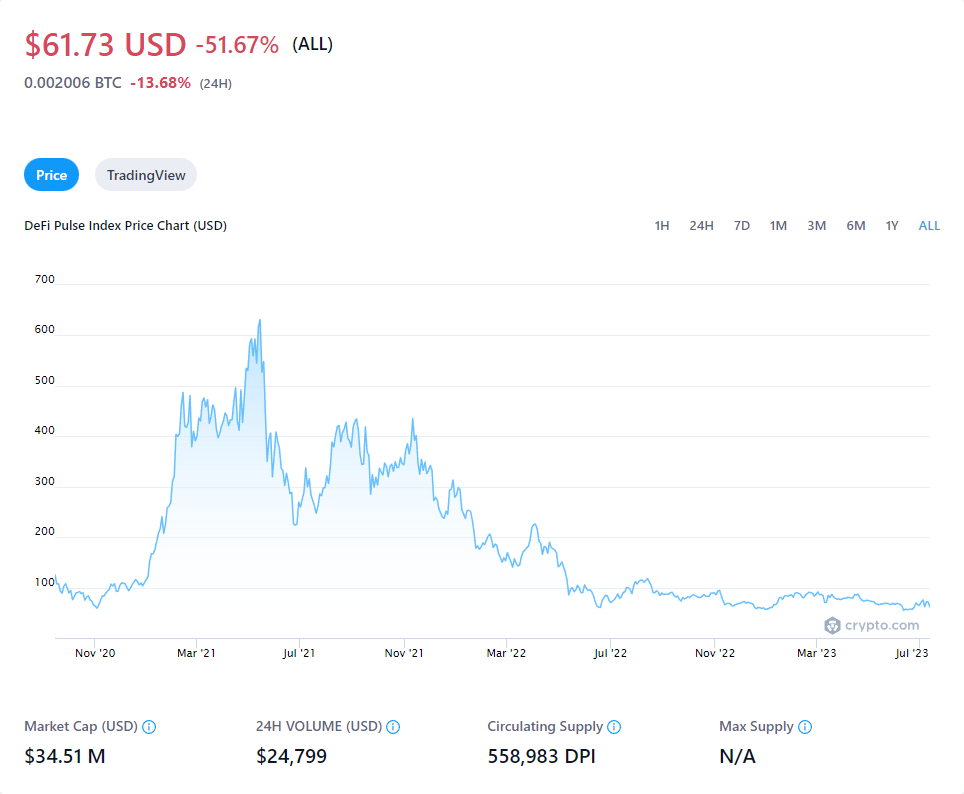 $61.73 USD -51.67% (ALL)
0.002006 BTC -13.68% (24H)
Price TradingView
DeFi Pulse Index Price Chart (USD) 1H 24H 7D 1M 3M 6M 1Y ALL
700
600
500
400
300
200
100
crypto.com
Nov '20 Mar '21 Jul '21 Nov '21 Mar '22 Jul '22 Nov '22 Mar '23 Jul '23
Market Cap (USD) 24H VOLUME (USD) Circulating Supply Max Supply
$34.51 M $24,799 558,983 DPI N/A